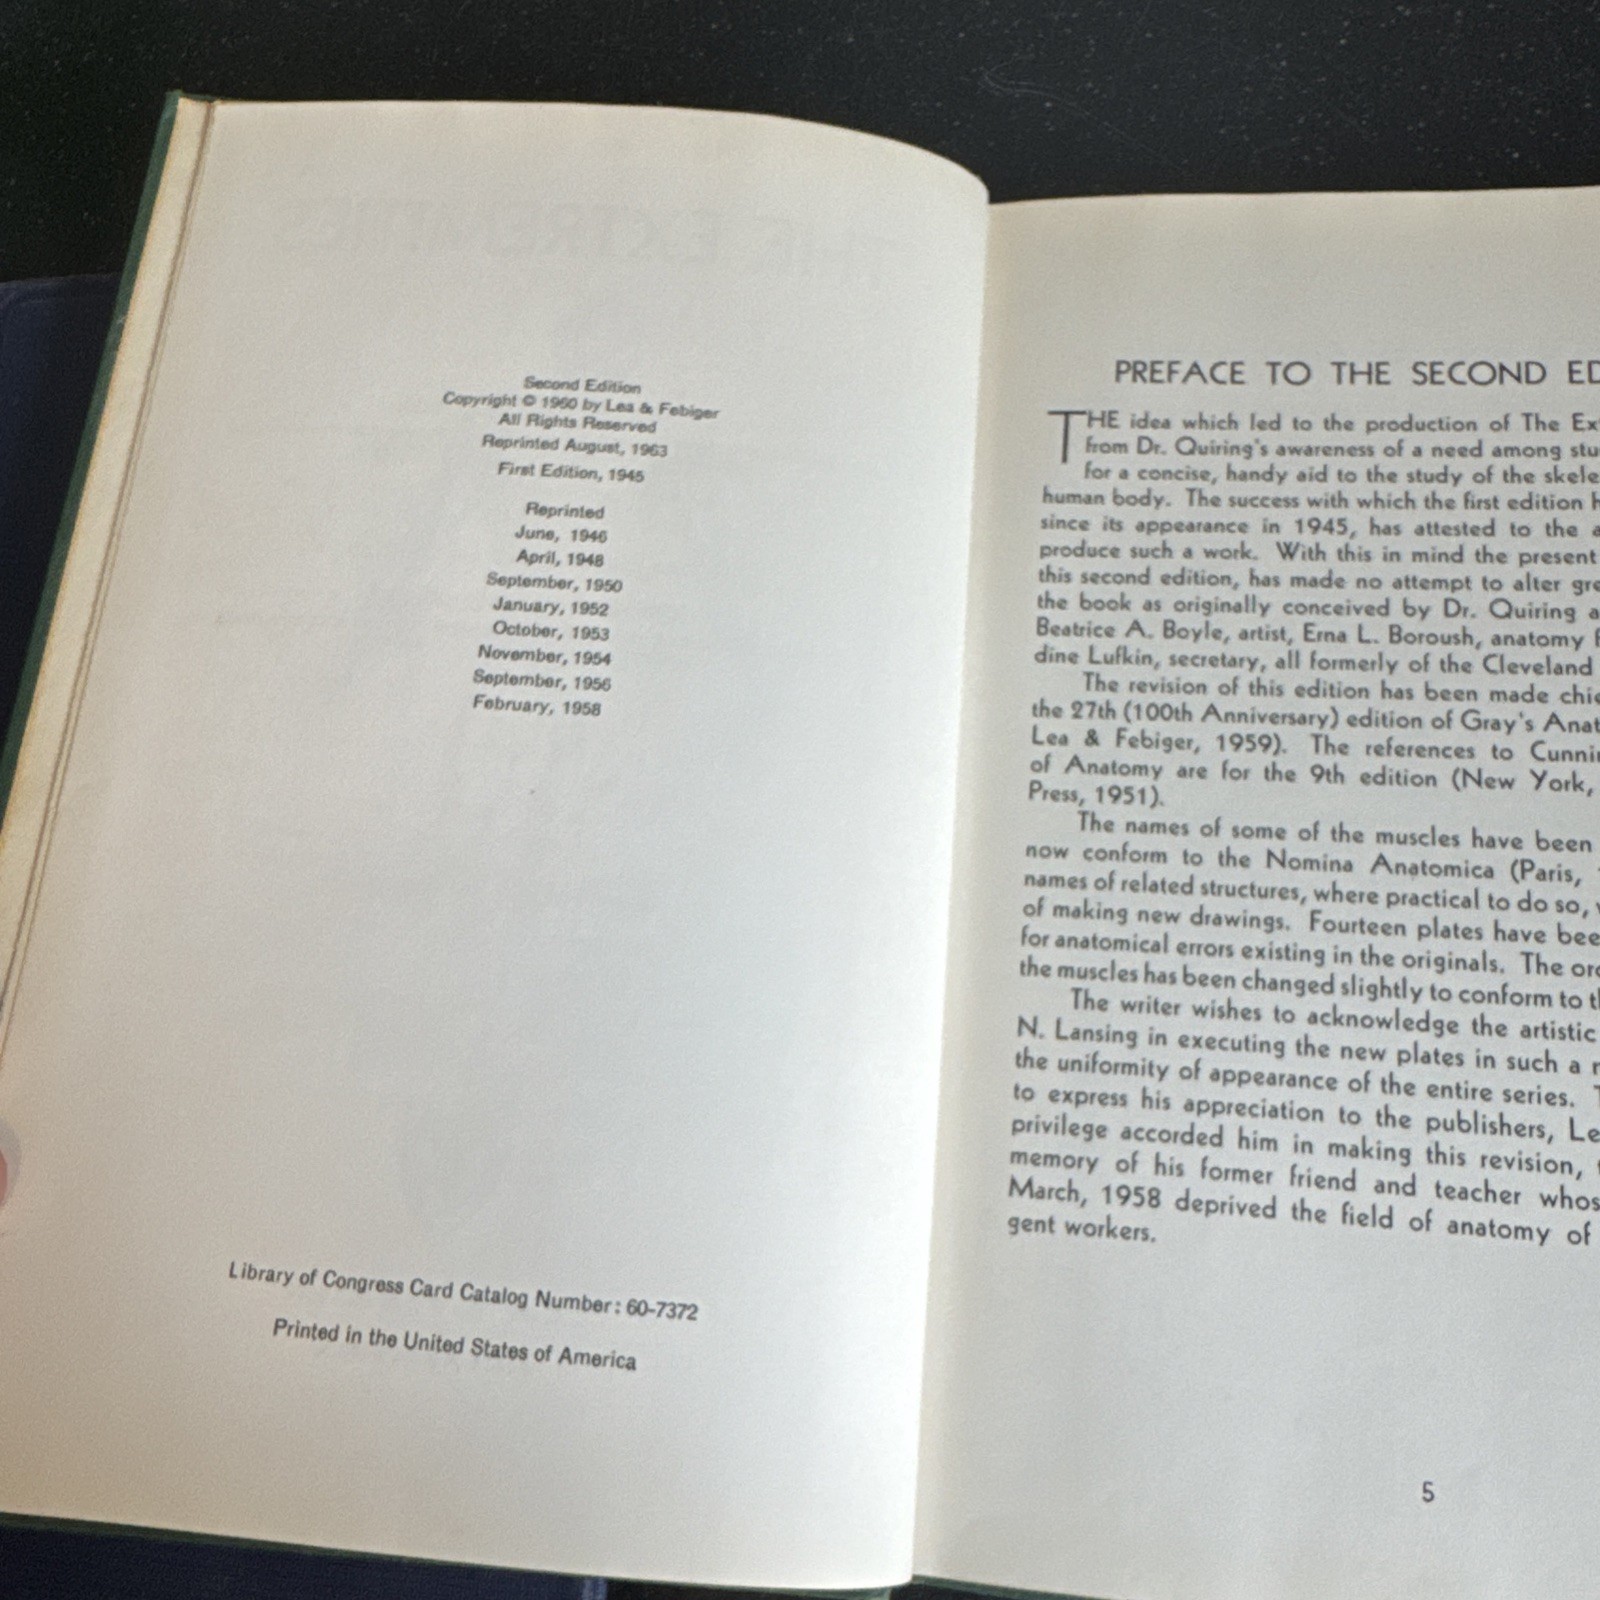 Second Edition
Copyright © 1960 by Lea & Febiger
All Rights Reserved
Reprinted August, 1963
First Edition, 1945
Reprinted
June, 1946
April, 1948
September, 1950
January, 1952
October, 1953
November, 1954
September, 1956
February, 1958
Library of Congress Card Catalog Number: 60-7372
Printed in the United States of America
PREFACE TO THE SECOND ED
THE idea which led to the production of The Ex
from Dr. Quiring's awareness of a need among stu
for a concise, handy aid to the study of the skele
human body. The success with which the first edition h
since its appearance in 1945, has attested to the a
produce such a work. With this in mind the present
this second edition, has made no attempt to alter gre
the book as originally conceived by Dr. Quiring a
Beatrice A. Boyle, artist, Erna L. Boroush, anatomy
dine Lufkin, secretary, all formerly of the Cleveland
The revision of this edition has been made chie
the 27th (100th Anniversary) edition of Gray's Anat
Lea & Febiger, 1959). The references to Cunni
of Anatomy are for the 9th edition (New York,
Press, 1951).
The names of some of the muscles have been
now conform to the Nomina Anatomica (Paris,
names of related structures, where practical to do so,
of making new drawings. Fourteen plates have bee
for anatomical errors existing in the originals. The or
the muscles has been changed slightly to conform to t
The writer wishes to acknowledge the artistic
N. Lansing in executing the new plates in such a
the uniformity of appearance of the entire series.
to express his appreciation to the publishers, Le
privilege accorded him in making this revision,
memory of his former friend and teacher whos
March, 1958 deprived the field of anatomy of
gent workers.
5